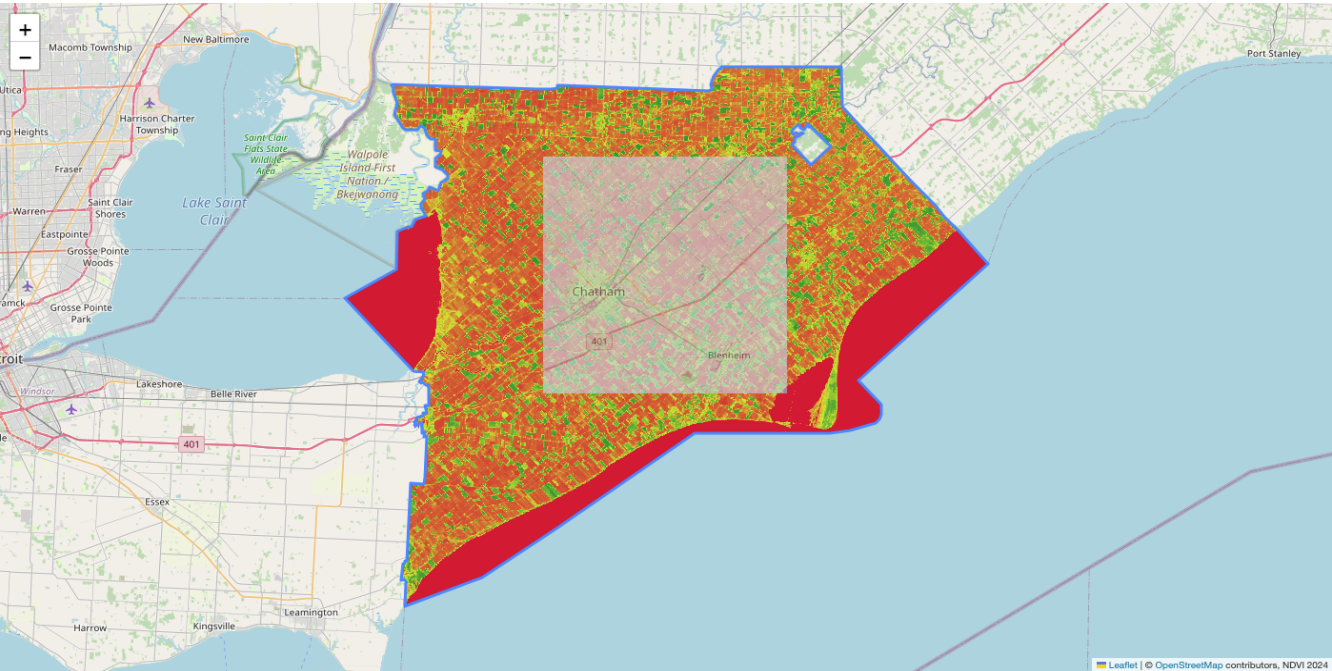 +
−
New Baltimore
Macomb Township
Utica
Harrison Charter
Township
ng Heights
Fraser
Saint Clair
Flats State
Wildlife
Area
Walpole
Island First
Nation /
Bkejwanong
Port Stanley
Saint Clair
Shores
Warren
Lake Saint
Clair
Eastpointe
Grosse Pointe
Woods
ramck
Grosse Pointe
Park
Chatham
401
Blenheim
roit
Windsor
Lakeshore
Belle River
401
le
Essex
Leamington
Kingsville
Harrow
Leaflet | © OpenStreetMap contributors, NDVI 2024